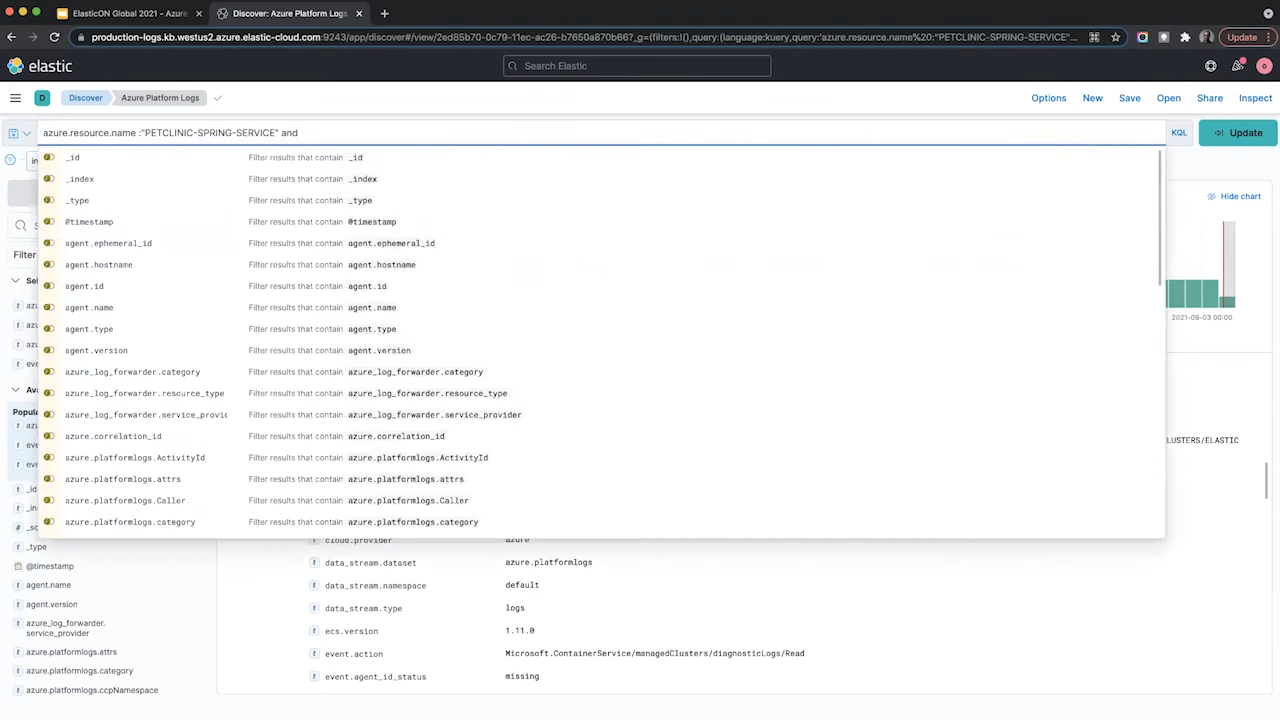 ElasticON Global 2021 - Azure
Discover: Azure Platform Logs
production-logs.kb.westus2.azure.elastic-cloud.com:9243/app/discover#/view/2ed85b70-0c79-11ec-ac26-b7650a870b66?_g=(filters:!(),query:(language:kuery,query:'azure.resource.name%20:"PETCLINIC-SPRING-SERVICE"%...
Update
elastic
Search Elastic
D
Discover
Azure Platform Logs
Options
New
Save
Open
Share
Inspect
azure.resource.name :"PETCLINIC-SPRING-SERVICE" and
KQL
Update
_id Filter results that contain _id
_index Filter results that contain _index
_type Filter results that contain _type
@timestamp Filter results that contain @timestamp
agent.ephemeral_id Filter results that contain agent.ephemeral_id
agent.hostname Filter results that contain agent.hostname
agent.id Filter results that contain agent.id
agent.name Filter results that contain agent.name
agent.type Filter results that contain agent.type
agent.version Filter results that contain agent.version
azure_log_forwarder.category Filter results that contain azure_log_forwarder.category
azure_log_forwarder.resource_type Filter results that contain azure_log_forwarder.resource_type
azure_log_forwarder.service_provic Filter results that contain azure_log_forwarder.service_provider
azure.correlation_id Filter results that contain azure.correlation_id
azure.platformlogs.ActivityId Filter results that contain azure.platformlogs.ActivityId
azure.platformlogs.attrs Filter results that contain azure.platformlogs.attrs
azure.platformlogs.Caller Filter results that contain azure.platformlogs.Caller
azure.platformlogs.category Filter results that contain azure.platformlogs.category
Hide chart
2021-09-03 00:00
LUSTERS/ELASTIC
Filter
Popula
_type
@timestamp
agent.name
agent.version
azure_log_forwarder.
service_provider
azure.platformlogs.attrs
azure.platformlogs.category
azure.platformlogs.ccpNamespace
cloud.provider azure
data_stream.dataset azure.platformlogs
data_stream.namespace default
data_stream.type logs
ecs.version 1.11.0
event.action Microsoft.ContainerService/managedClusters/diagnosticLogs/Read
event.agent_id_status missing